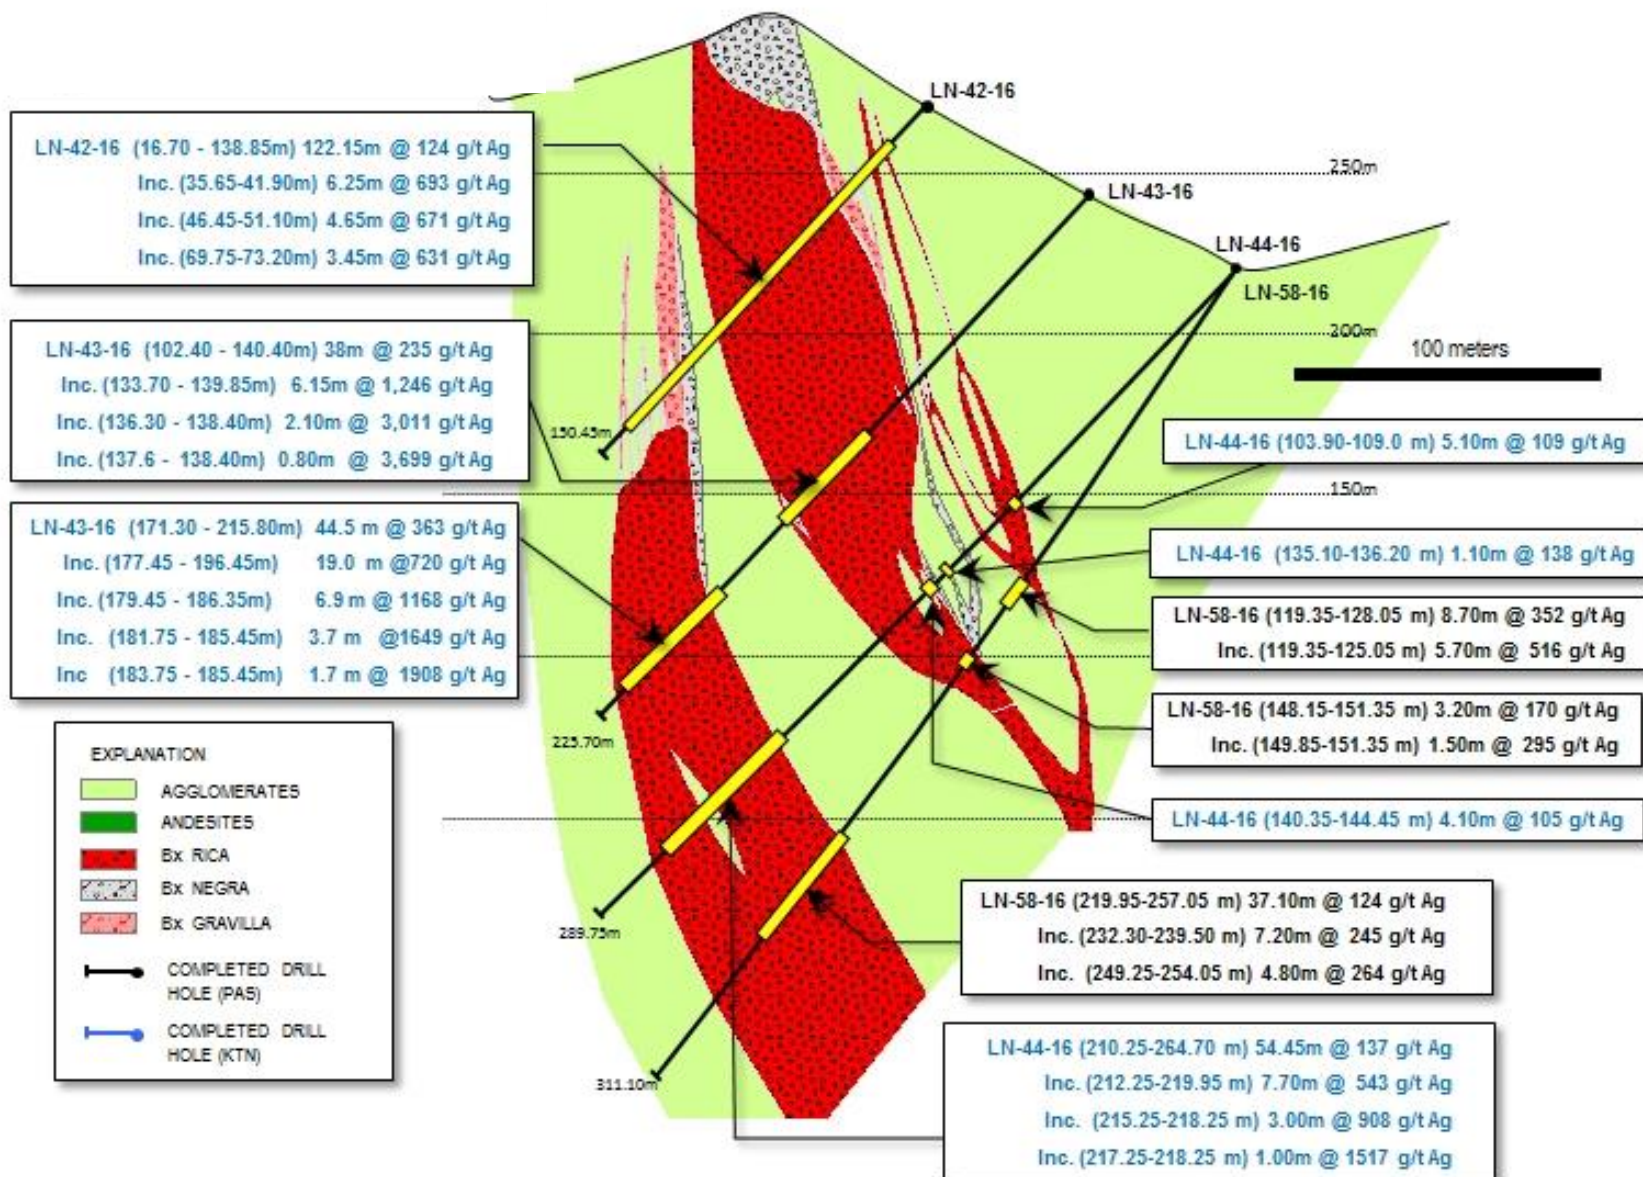 LN-42-16
LN-42-16 (16.70 - 138.85m) 122.15m @ 124 g/t Ag
Inc. (35.65-41.90m) 6.25m @ 693 g/t Ag
Inc. (46.45-51.10m) 4.65m @ 671 g/t Ag
Inc. (69.75-73.20m) 3.45m @ 631 g/t Ag
250m
LN-43-16
LN-44-16
LN-58-16
200m
100 meters
LN-43-16 (102.40 - 140.40m) 38m @ 235 g/t Ag
Inc. (133.70 - 139.85m) 6.15m @ 1,246 g/t Ag
Inc. (136.30 - 138.40m) 2.10m @ 3,011 g/t Ag
Inc. (137.6 - 138.40m) 0.80m @ 3,699 g/t Ag
150.45m
LN-44-16 (103.90-109.0 m) 5.10m @ 109 g/t Ag
150m
LN-43-16 (171.30 - 215.80m) 44.5 m @ 363 g/t Ag
Inc. (177.45 - 196.45m) 19.0 m @720 g/t Ag
Inc. (179.45 - 186.35m) 6.9 m @ 1168 g/t Ag
Inc. (181.75 - 185.45m) 3.7 m @1649 g/t Ag
Inc (183.75 - 185.45m) 1.7 m @ 1908 g/t Ag
LN-44-16 (135.10-136.20 m) 1.10m @ 138 g/t Ag
LN-58-16 (119.35-128.05 m) 8.70m @ 352 g/t Ag
Inc. (119.35-125.05 m) 5.70m @ 516 g/t Ag
LN-58-16 (148.15-151.35 m) 3.20m @ 170 g/t Ag
Inc. (149.85-151.35 m) 1.50m @ 295 g/t Ag
225.70m
LN-44-16 (140.35-144.45 m) 4.10m @ 105 g/t Ag
EXPLANATION
AGGLOMERATES
ANDESITES
Bx RICA
Bx NEGRA
Bx GRAVILLA
COMPLETED DRILL
HOLE (PAS)
COMPLETED DRILL
HOLE (KTN)
289.75m
LN-58-16 (219.95-257.05 m) 37.10m @ 124 g/t Ag
Inc. (232.30-239.50 m) 7.20m @ 245 g/t Ag
Inc. (249.25-254.05 m) 4.80m @ 264 g/t Ag
311.10m
LN-44-16 (210.25-264.70 m) 54.45m @ 137 g/t Ag
Inc. (212.25-219.95 m) 7.70m @ 543 g/t Ag
Inc. (215.25-218.25 m) 3.00m @ 908 g/t Ag
Inc. (217.25-218.25 m) 1.00m @ 1517 g/t Ag